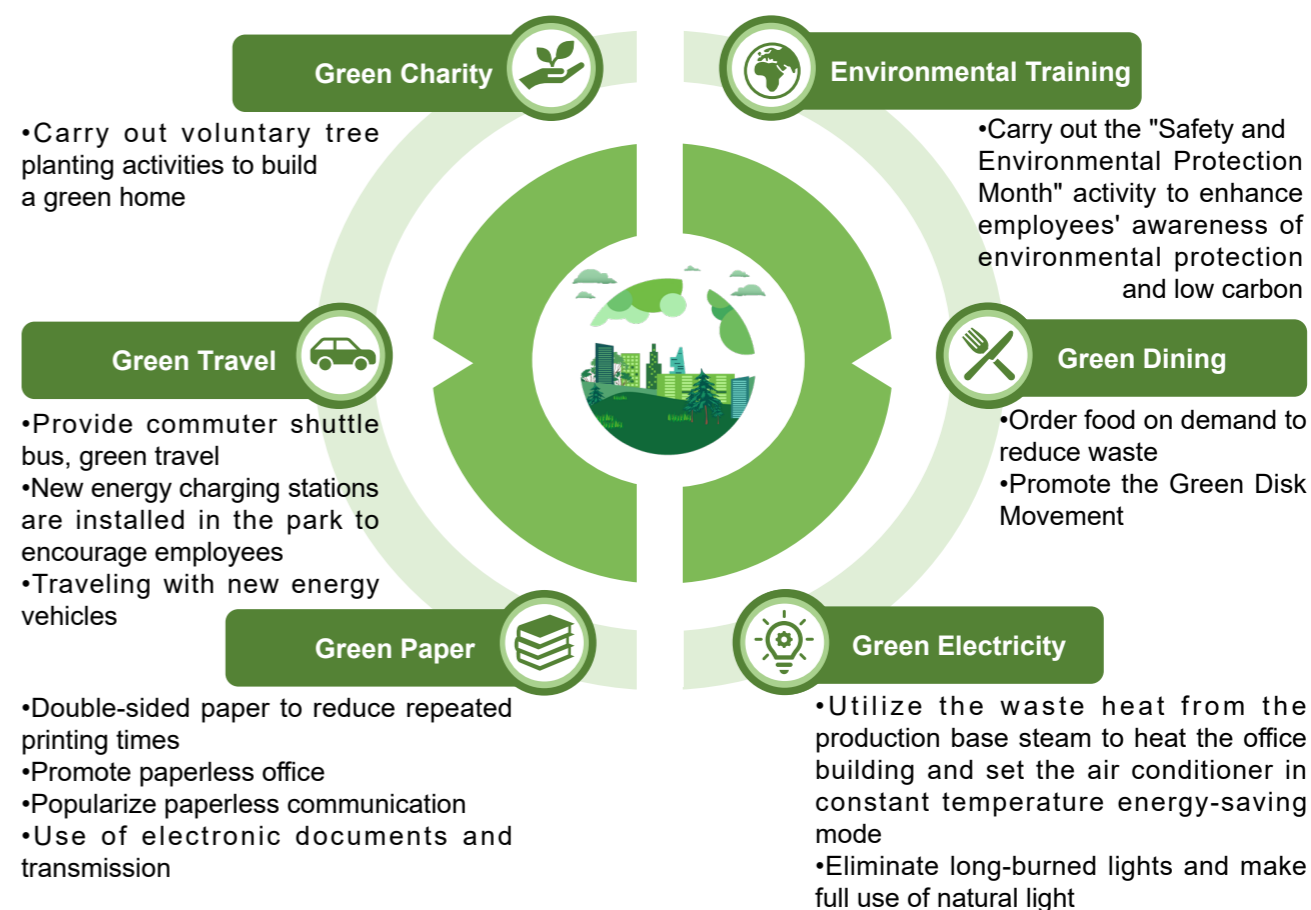 Green Charity
•Carry out voluntary tree
planting activities to build
a green home
Environmental Training
•Carry out the "Safety and
Environmental Protection
Month" activity to enhance
employees' awareness of
environmental protection
and low carbon
Green Travel
•Provide commuter shuttle
bus, green travel
•New energy charging stations
are installed in the park to
encourage employees
•Traveling with new energy
vehicles
Green Dining
•Order food on demand to
reduce waste
•Promote the Green Disk
Movement
Green Paper
•Double-sided paper to reduce repeated
printing times
•Promote paperless office
•Popularize paperless communication
•Use of electronic documents and
transmission
Green Electricity
•Utilize the waste heat from the
production base steam to heat the office
building and set the air conditioner in
constant temperature energy-saving
mode
•Eliminate long-burned lights and make
full use of natural light